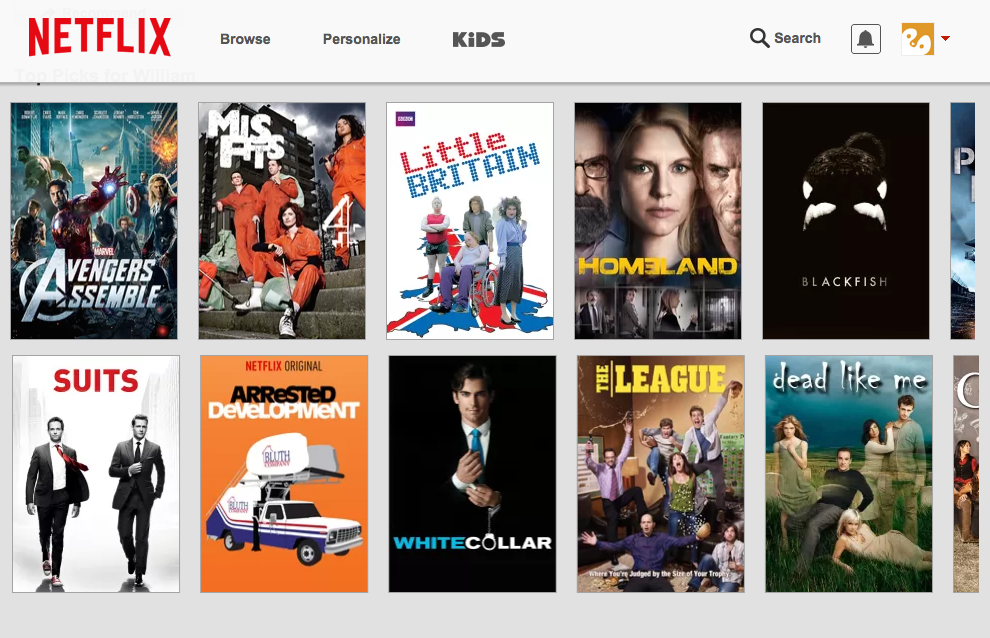 NETFLIX
Browse
Personalize
KiDS
Search
Top Picks for William
MARVEL
AVENGERS
ASSEMBLE
MISFITS
4
BBC
Little
BRITAIN
HOMELAND
BLACKFISH
P
SUITS
NETFLIX ORIGINAL
ARReSTeD
DeVeLOPMeNT
BLUTH
COMPANY
BLUTH
COMPANY
WHITECOLLAR
THE LEAGUE
Where You're Judged by the Size of Your Trophy.
dead like me